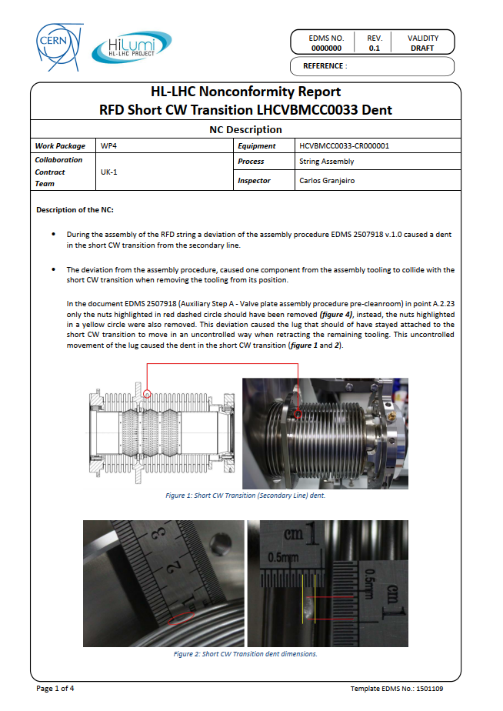 CERN
HiLumi
HL-LHC PROJECT
EDMS NO. REV. VALIDITY
0000000 0.1 DRAFT
REFERENCE :
HL-LHC Nonconformity Report
RFD Short CW Transition LHCVBMCC0033 Dent
NC Description
Work Package WP4 Equipment HCVBMCC0033-CR000001
Collaboration Contract Team UK-1 Process String Assembly
Inspector Carlos Granjeiro
Description of the NC:
• During the assembly of the RFD string a deviation of the assembly procedure EDMS 2507918 v.1.0 caused a dent
in the short CW transition from the secondary line.
• The deviation from the assembly procedure, caused one component from the assembly tooling to collide with the
short CW transition when removing the tooling from its position.
In the document EDMS 2507918 (Auxiliary Step A - Valve plate assembly procedure pre-cleanroom) in point A.2.23
only the nuts highlighted in red dashed circle should have been removed (figure 4), instead, the nuts highlighted
in a yellow circle were also removed. This deviation caused the lug that should of have stayed attached to the
short CW transition to move in an uncontrolled way when retracting the remaining tooling. This uncontrolled
movement of the lug caused the dent in the short CW transition (figure 1 and 2).
Figure 1: Short CW Transition (Secondary Line) dent.
3
2
1
cm 1
0.5mm
0.5mm
cm 1
Figure 2: Short CW Transition dent dimensions.
Page 1 of 4 Template EDMS No.: 1501109